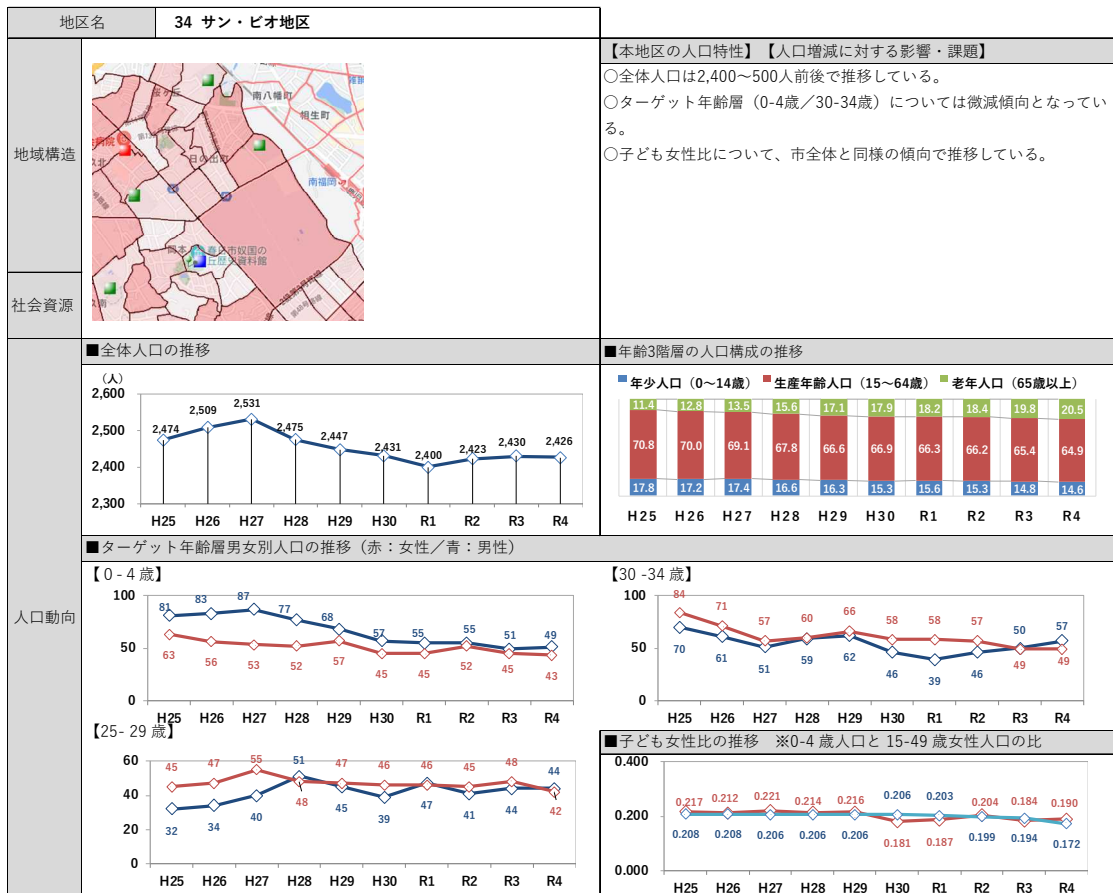 地区名
34 サン・ビオ地区
地域構造
社会資源
人口動向
南八幡町
相生町
日の出町
南福岡
岡本
春日市奴国の
丘歴史資料館
【本地区の人口特性】【人口増減に対する影響・課題】
○全体人口は2,400～500人前後で推移している。
○ターゲット年齢層（0-4歳／30-34歳）については微減傾向となってい
る。
○子ども女性比について、市全体と同様の傾向で推移している。
■全体人口の推移
（人）
2,600
2,500
2,400
2,300
2,474 2,509 2,531 2,475 2,447 2,431 2,400 2,423 2,430 2,426
H25 H26 H27 H28 H29 H30 R1 R2 R3 R4
■年齢3階層の人口構成の推移
年少人口（0～14歳） 生産年齢人口（15～64歳） 老年人口（65歳以上）
11.4 12.8 13.5 15.6 17.1 17.9 18.2 18.4 19.8 20.5
70.8 70.0 69.1 67.8 66.6 66.9 66.3 66.2 65.4 64.9
17.8 17.2 17.4 16.6 16.3 15.3 15.6 15.3 14.8 14.6
H25 H26 H27 H28 H29 H30 R1 R2 R3 R4
■ターゲット年齢層男女別人口の推移（赤：女性／青：男性）
【 0 - 4 歳】
100
50
0
81 83 87 77 68 57 55 55 51 49
63 56 53 52 57 45 45 52 45 43
H25 H26 H27 H28 H29 H30 R1 R2 R3 R4
【30 -34 歳】
100
50
0
84 71 57 60 66 58 58 57 50 57
70 61 51 59 62 46 39 46 49 49
H25 H26 H27 H28 H29 H30 R1 R2 R3 R4
【25- 29 歳】
60
40
20
0
45 47 55 51 47 46 46 45 48 44
32 34 40 48 45 39 47 41 44 42
H25 H26 H27 H28 H29 H30 R1 R2 R3 R4
■子ども女性比の推移　※0-4 歳人口と 15-49 歳女性人口の比
0.400
0.200
0.000
0.217 0.212 0.221 0.214 0.216 0.206 0.203 0.204 0.184 0.190
0.208 0.208 0.206 0.206 0.206 0.181 0.187 0.199 0.194 0.172
H25 H26 H27 H28 H29 H30 R1 R2 R3 R4